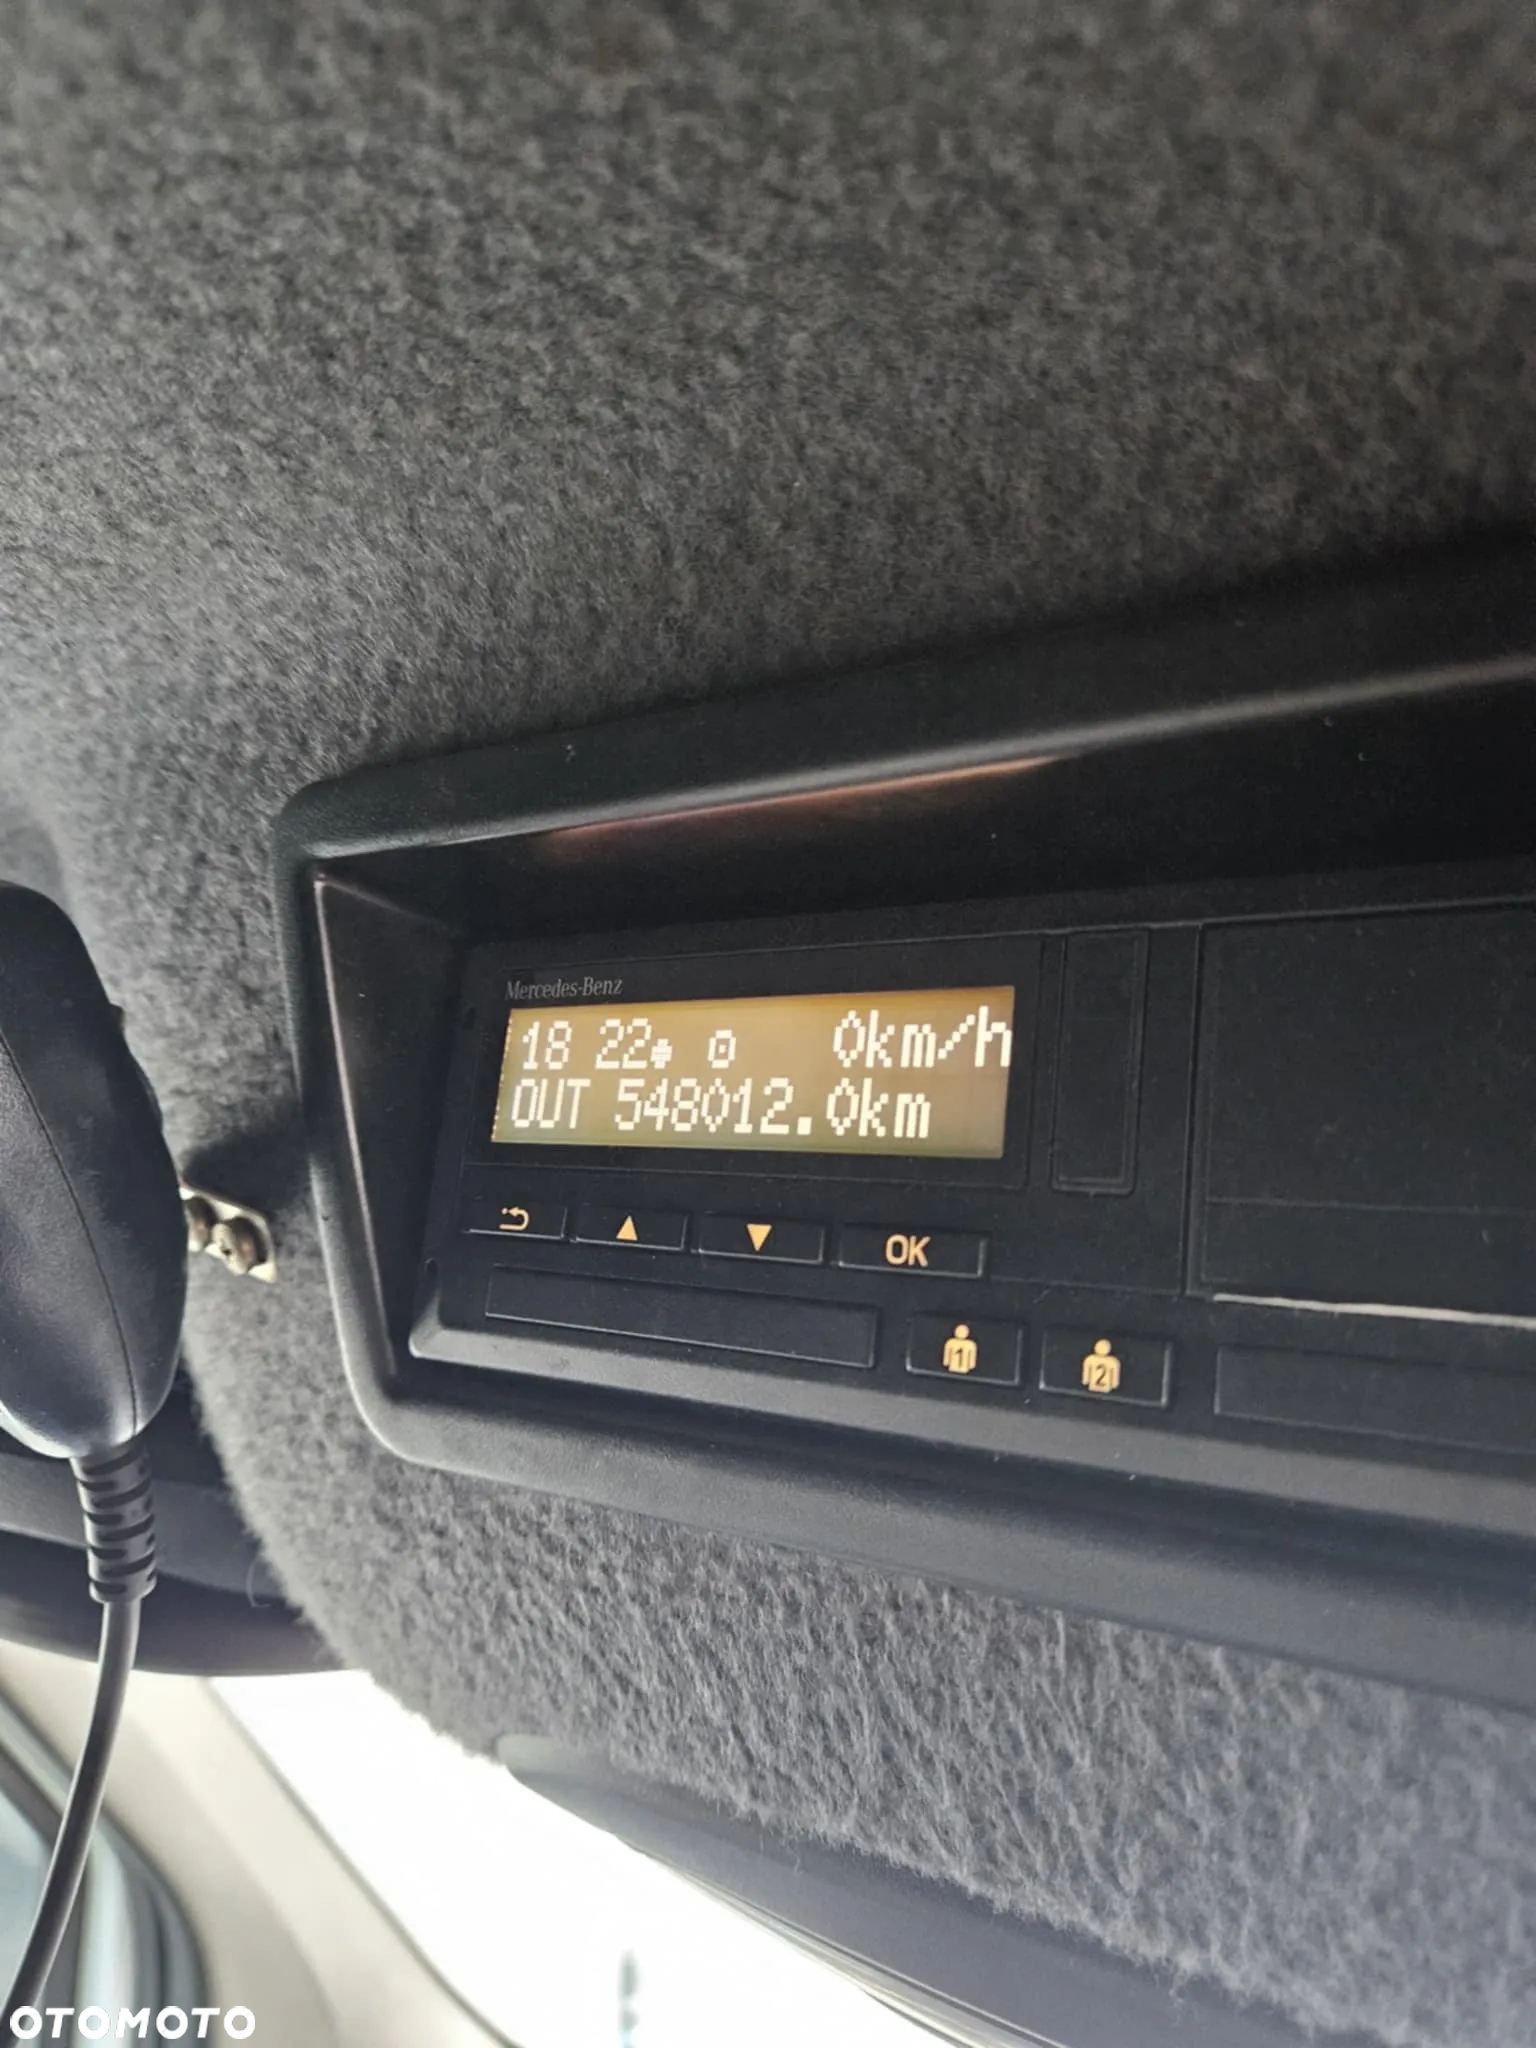 Mercedes-Benz
18 22 0km/h
OUT 548012.0km
OK
1 2
OTOMOTO